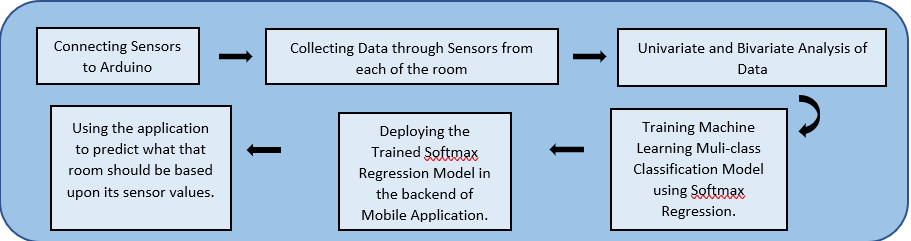 Connecting Sensors
to Arduino
Collecting Data through Sensors from
each of the room
Univariate and Bivariate Analysis of
Data
Training Machine
Learning Muli-class
Classification Model
using Softmax
Regression.
Deploying the
Trained Softmax
Regression Model in
the backend of
Mobile Application.
Using the application
to predict what that
room should be based
upon its sensor values.